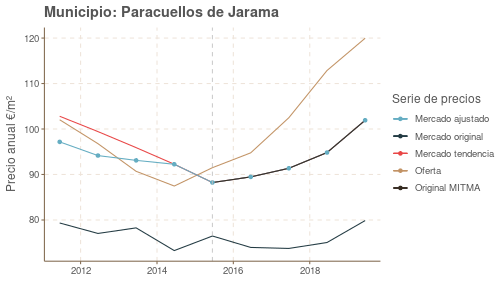 Municipio: Paracuellos de Jarama
Precio anual €/m²
120
110
100
90
80
2012
2014
2016
2018
Serie de precios
Mercado ajustado
Mercado original
Mercado tendencia
Oferta
Original MITMA